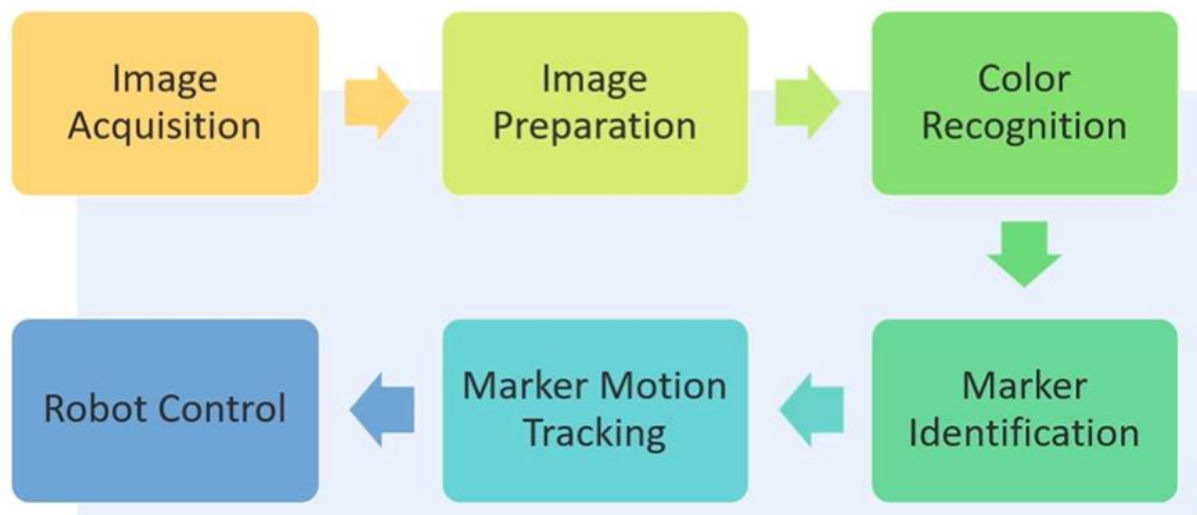 Image
Acquisition
Image
Preparation
Color
Recognition
Marker
Identification
Marker Motion
Tracking
Robot Control